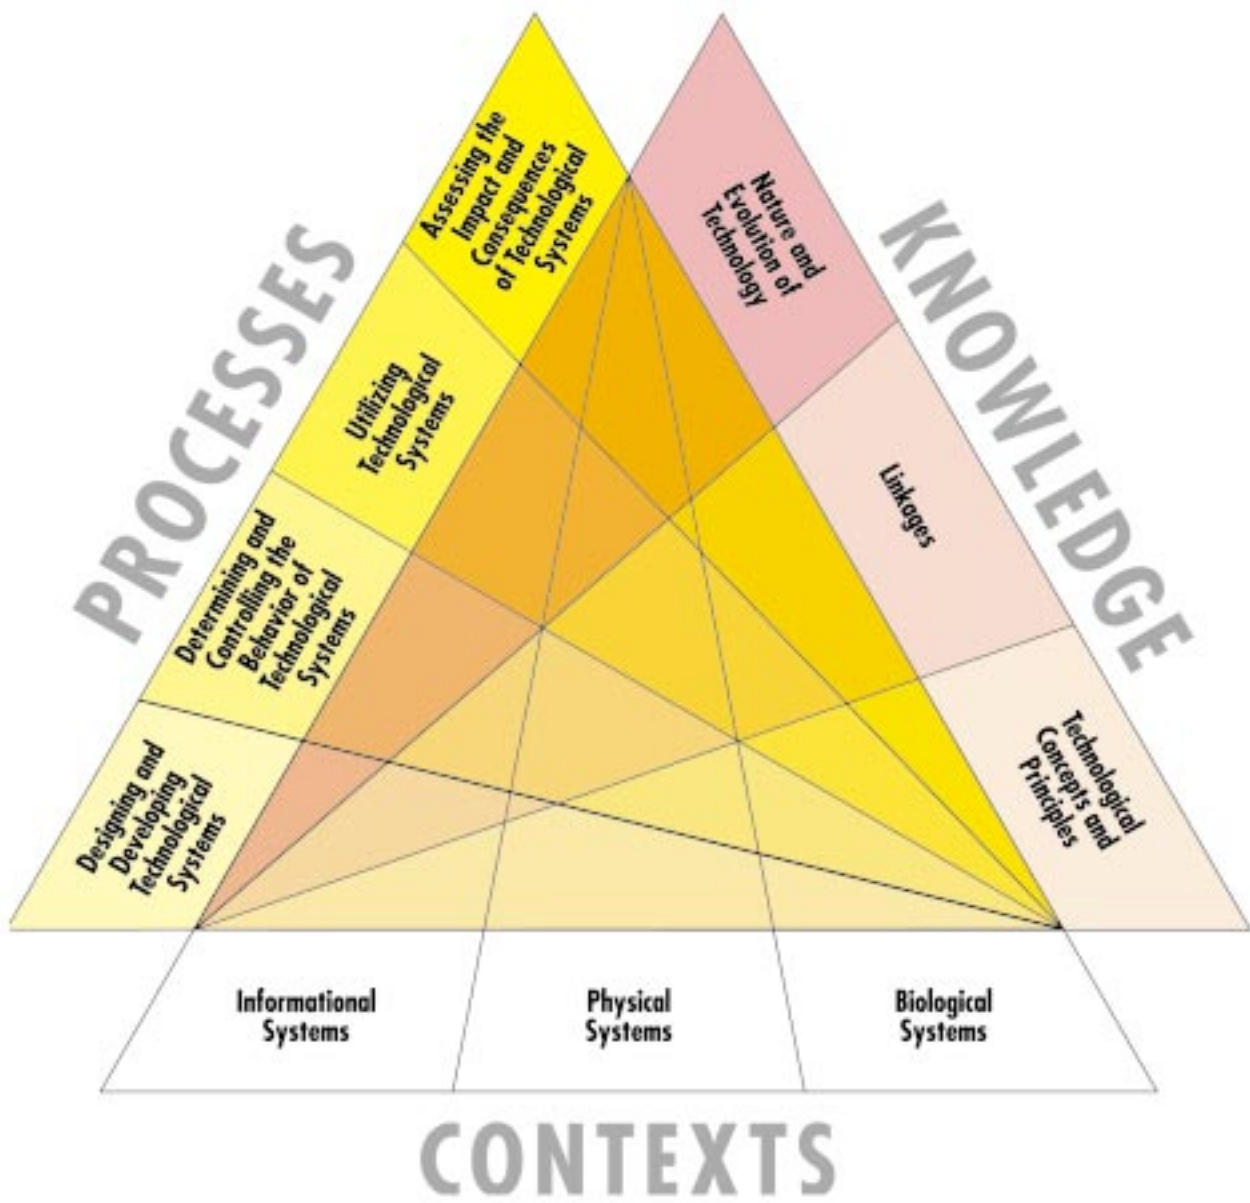 PROCESSES
Assessing the
Impact and
Consequences
of Technological
Systems
Utilizing
Technological
Systems
Determining and
Controlling the
Behavior of
Technological
Systems
Designing and
Developing
Technological
Systems
KNOWLEDGE
Nature and
Evolution of
Technology
Linkages
Technological
Concepts and
Principles
Informational
Systems
Physical
Systems
Biological
Systems
CONTEXTS